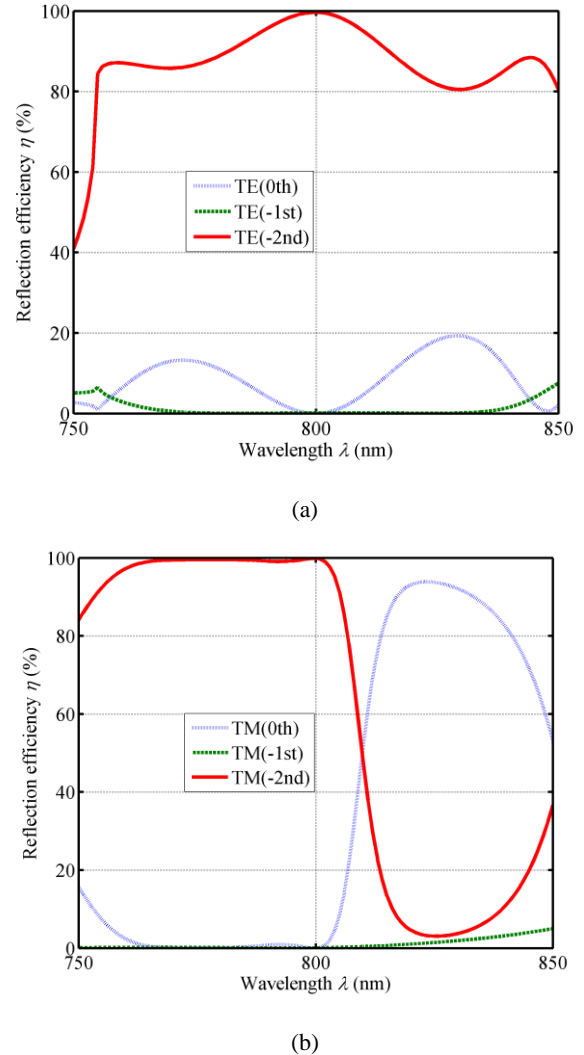 100
80
60
40
20
0
Reflection efficiency η (%)
TE(0th)
TE(-1st)
TE(-2nd)
750
800
850
Wavelength λ (nm)
(a)
100
80
60
40
20
0
Reflection efficiency η (%)
TM(0th)
TM(-1st)
TM(-2nd)
750
800
850
Wavelength λ (nm)
(b)